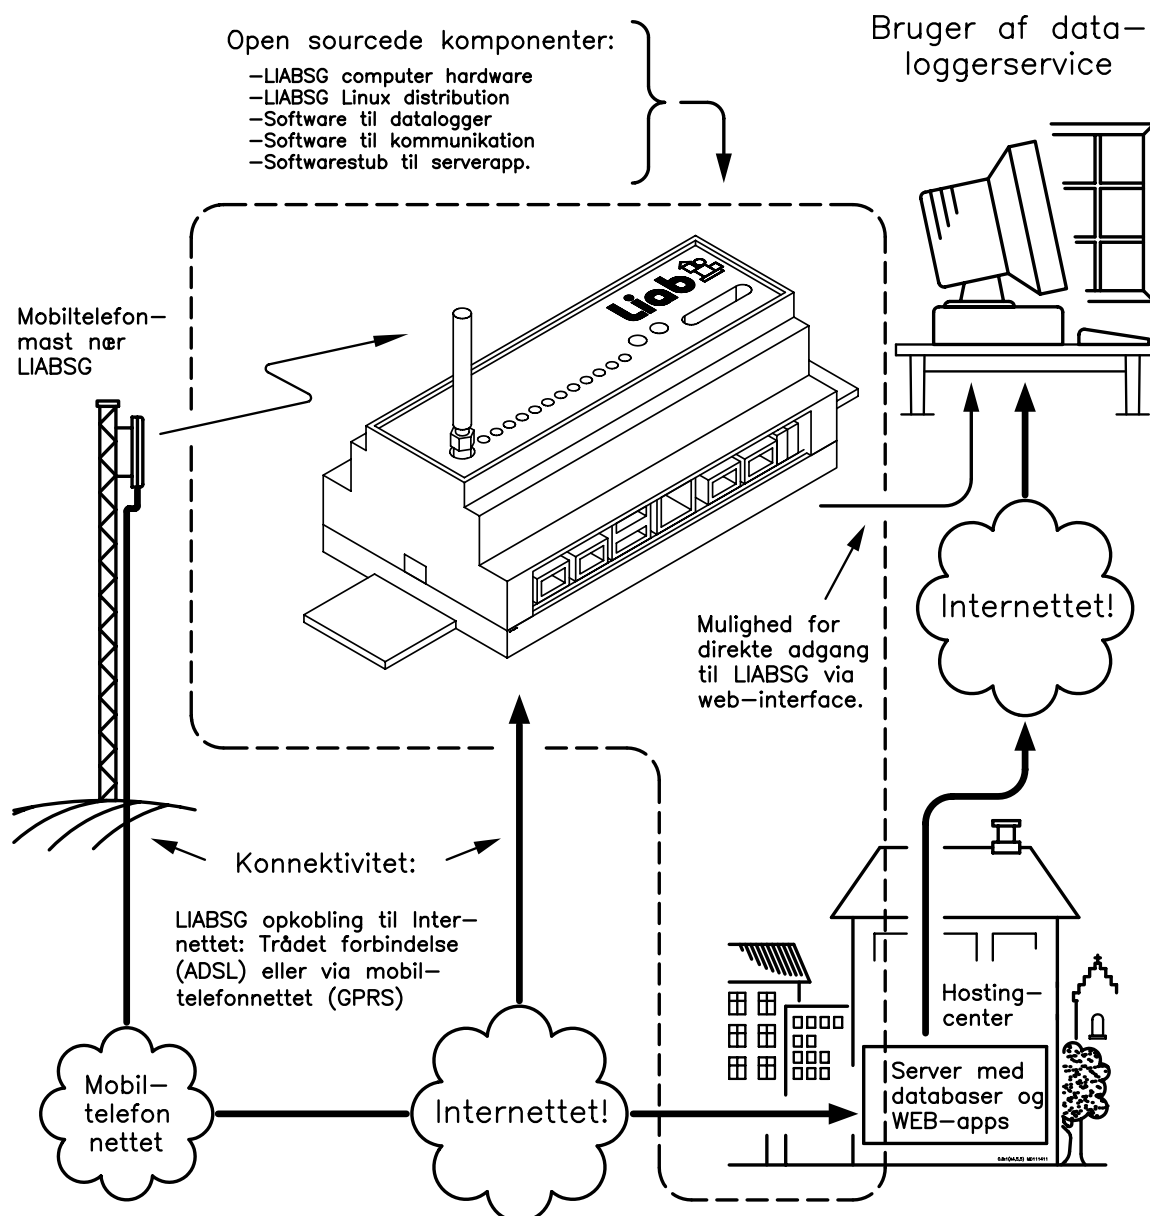 Open sourcede komponenter:
-LIABSG computer hardware
-LIABSG Linux distribution
-Software til datalogger
-Software til kommunikation
-Softwarestub til serverapp.
Bruger af data-
loggerservice
Mobiltelefon-
mast nær
LIABSG
Liab
Mulighed for
direkte adgang
til LIABSG via
web-interface.
Internettet!
Konnektivitet:
LIABSG opkobling til Inter-
nettet: Trådet forbindelse
(ADSL) eller via mobil-
telefonnettet (GPRS)
Hosting-
center
Server med
databaser og
WEB-apps
Mobil-
telefon
nettet
Internettet!